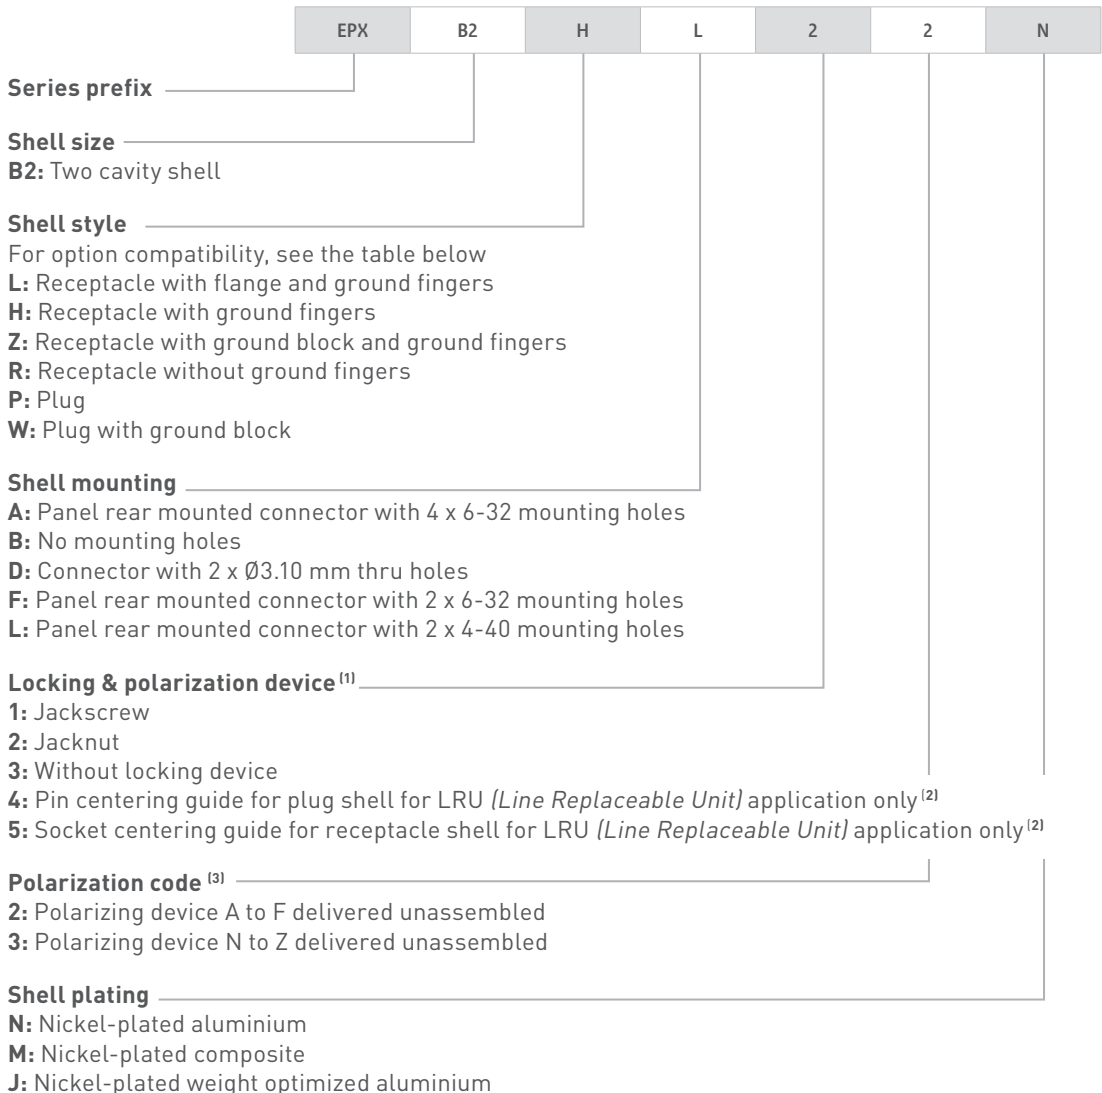 EPX B2 H L 2 2 N
Series prefix
Shell size
B2: Two cavity shell
Shell style
For option compatibility, see the table below
L: Receptacle with flange and ground fingers
H: Receptacle with ground fingers
Z: Receptacle with ground block and ground fingers
R: Receptacle without ground fingers
P: Plug
W: Plug with ground block
Shell mounting
A: Panel rear mounted connector with 4 x 6-32 mounting holes
B: No mounting holes
D: Connector with 2 x Ø3.10 mm thru holes
F: Panel rear mounted connector with 2 x 6-32 mounting holes
L: Panel rear mounted connector with 2 x 4-40 mounting holes
Locking & polarization device (1)
1: Jackscrew
2: Jacknut
3: Without locking device
4: Pin centering guide for plug shell for LRU (Line Replaceable Unit) application only (2)
5: Socket centering guide for receptacle shell for LRU (Line Replaceable Unit) application only (2)
Polarization code (3)
2: Polarizing device A to F delivered unassembled
3: Polarizing device N to Z delivered unassembled
Shell plating
N: Nickel-plated aluminium
M: Nickel-plated composite
J: Nickel-plated weight optimized aluminium